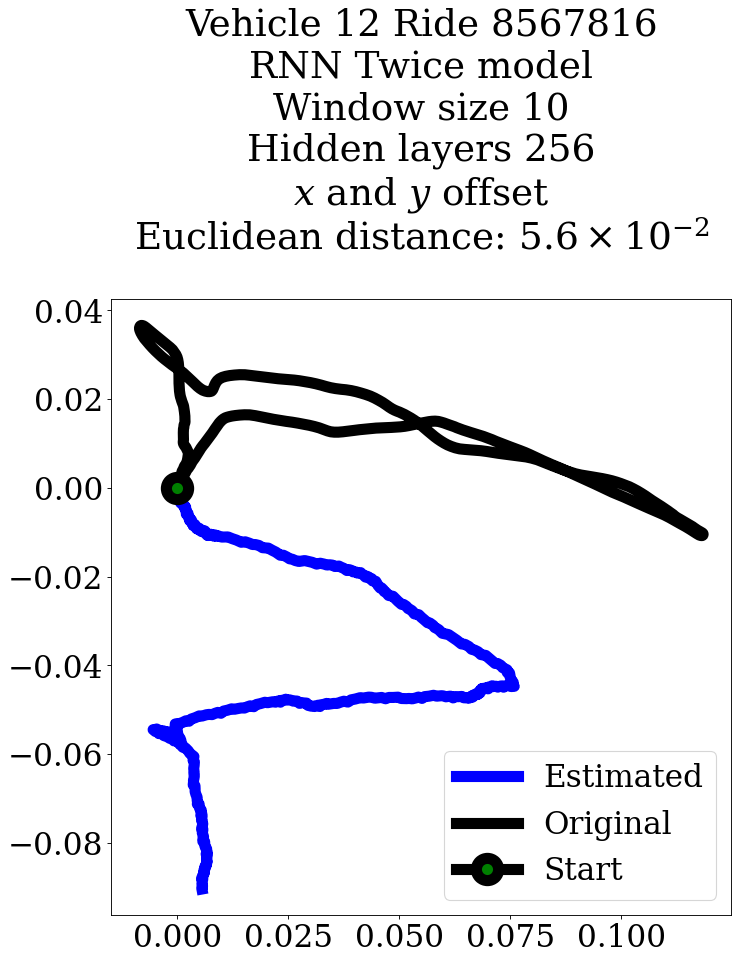 Vehicle 12 Ride 8567816
RNN Twice model
Window size 10
Hidden layers 256
x and y offset
Euclidean distance: 5.6 × 10⁻²
0.04
0.02
0.00
−0.02
−0.04
−0.06
−0.08
Estimated
Original
Start
0.000 0.025 0.050 0.075 0.100